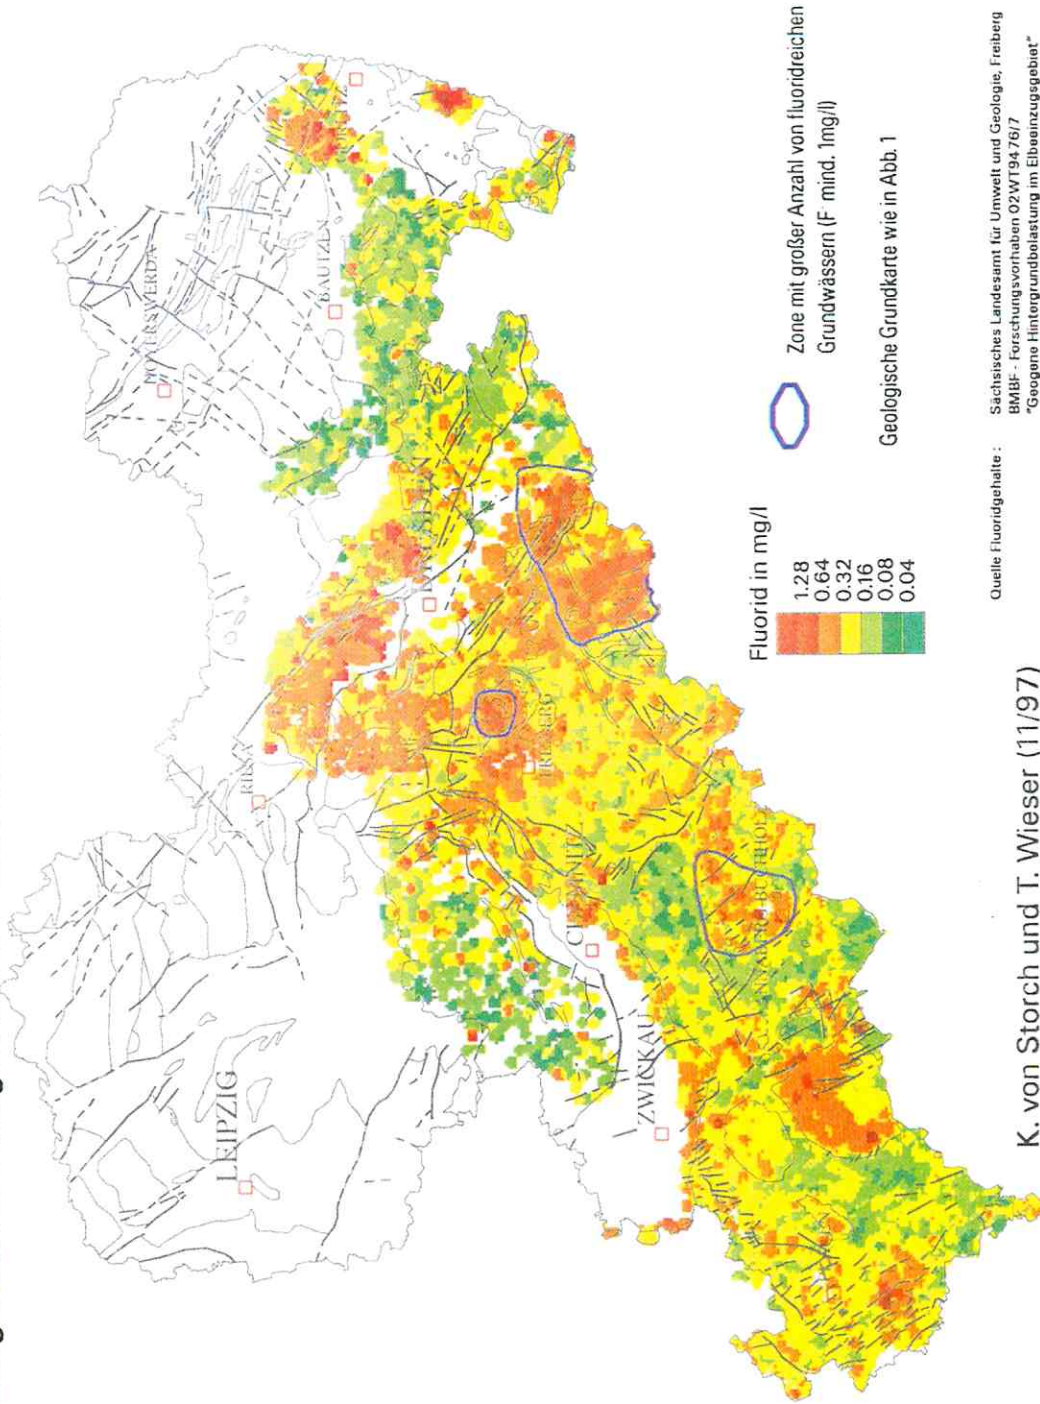 HOYERSWERDA
BAUTZEN
RIESA
LEIPZIG
DRESDEN
FREIBERG
CHEMNITZ
ZWICKAU
Fluorid in mg/l
1.28
0.64
0.32
0.16
0.08
0.04
Zone mit großer Anzahl von fluoridreichen
Grundwässern (F⁻ mind. 1mg/l)
Geologische Grundkarte wie in Abb.1
Quelle Fluoridgehalte :
Sächsisches Landesamt für Umwelt und Geologie, Freiberg
BMBF - Forschungsvorhaben 02WT9476/7
"Geogene Hintergrundbelastung im Elbeeinzugsgebiet"
K. von Storch und T. Wieser (11/97)